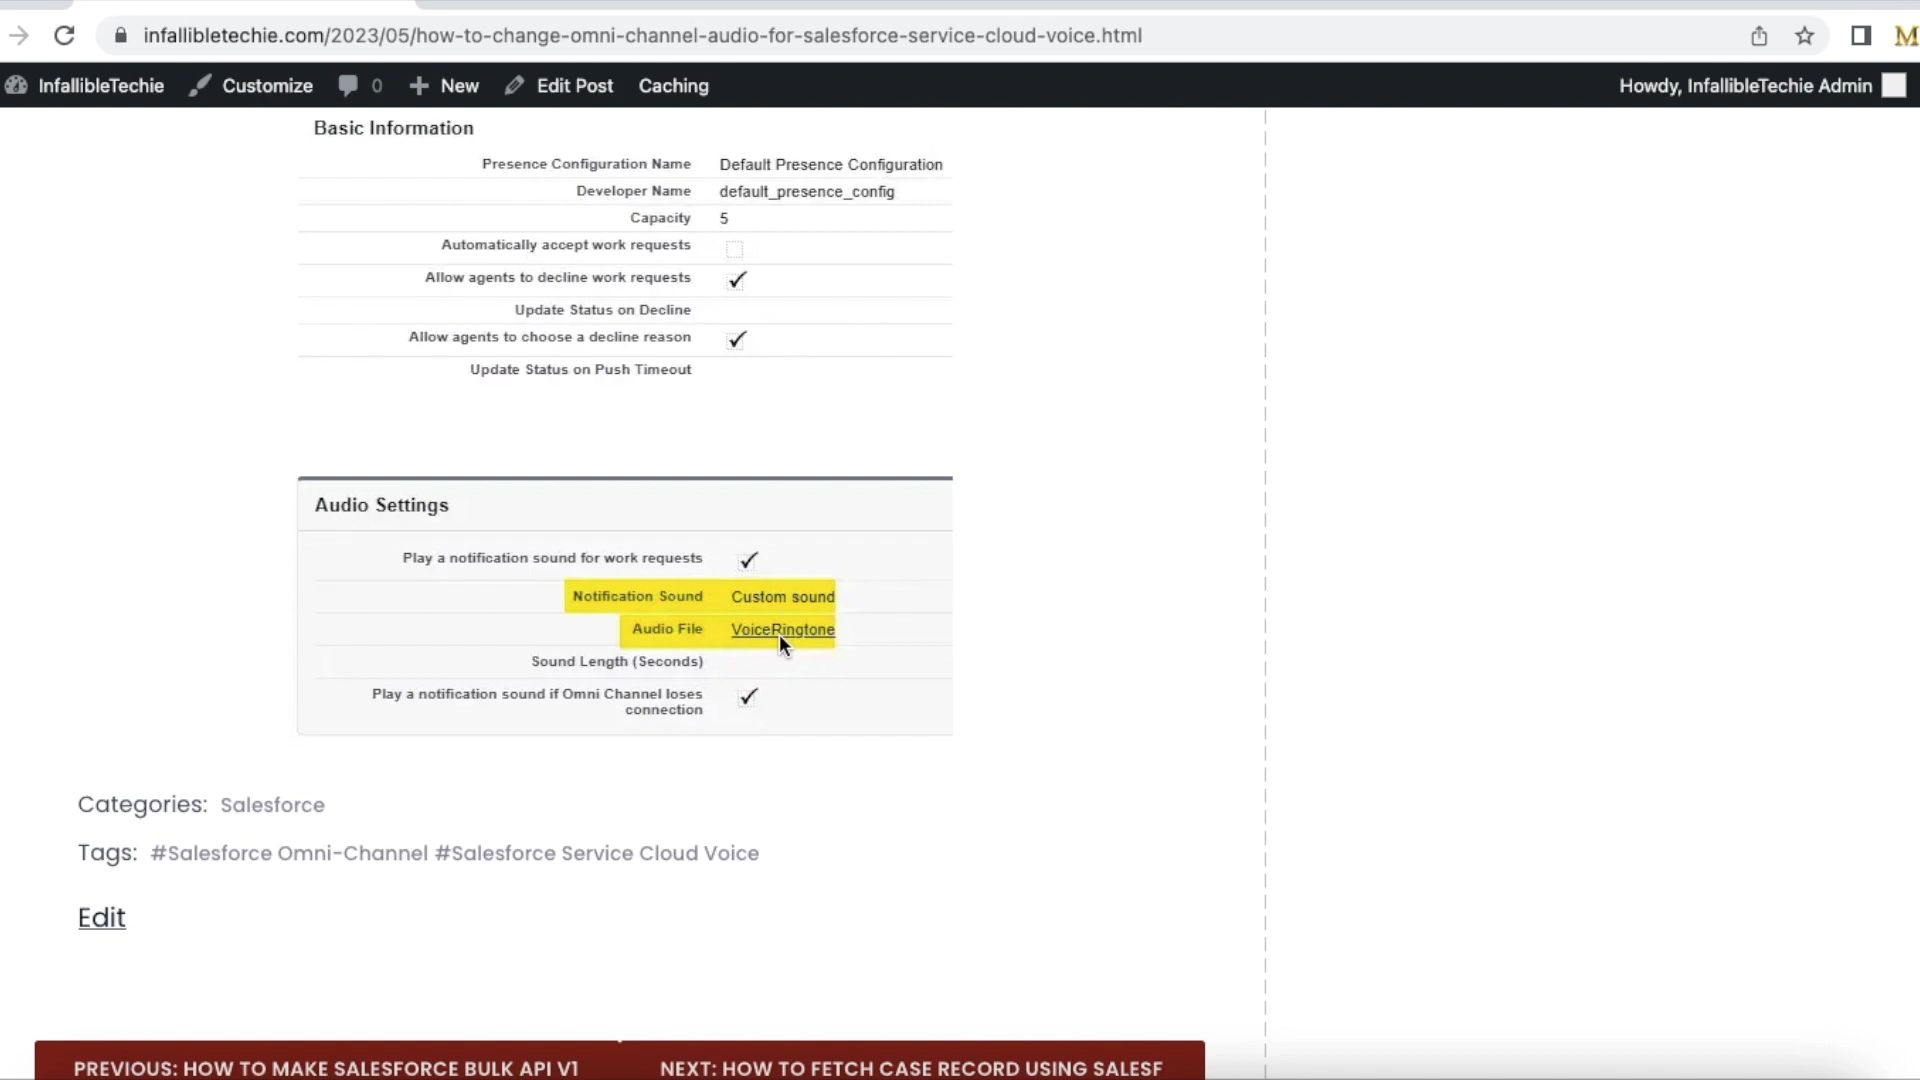 infallibletechie.com/2023/05/how-to-change-omni-channel-audio-for-salesforce-service-cloud-voice.html
M
InfallibleTechie Customize 0 New Edit Post Caching Howdy, InfallibleTechie Admin
Basic Information
Presence Configuration Name Default Presence Configuration
Developer Name default_presence_config
Capacity 5
Automatically accept work requests
Allow agents to decline work requests
Update Status on Decline
Allow agents to choose a decline reason
Update Status on Push Timeout
Audio Settings
Play a notification sound for work requests
Notification Sound Custom sound
Audio File VoiceRingtone
Sound Length (Seconds)
Play a notification sound if Omni Channel loses
connection
Categories: Salesforce
Tags: #Salesforce Omni-Channel #Salesforce Service Cloud Voice
Edit
PREVIOUS: HOW TO MAKE SALESFORCE BULK API V1
NEXT: HOW TO FETCH CASE RECORD USING SALESF